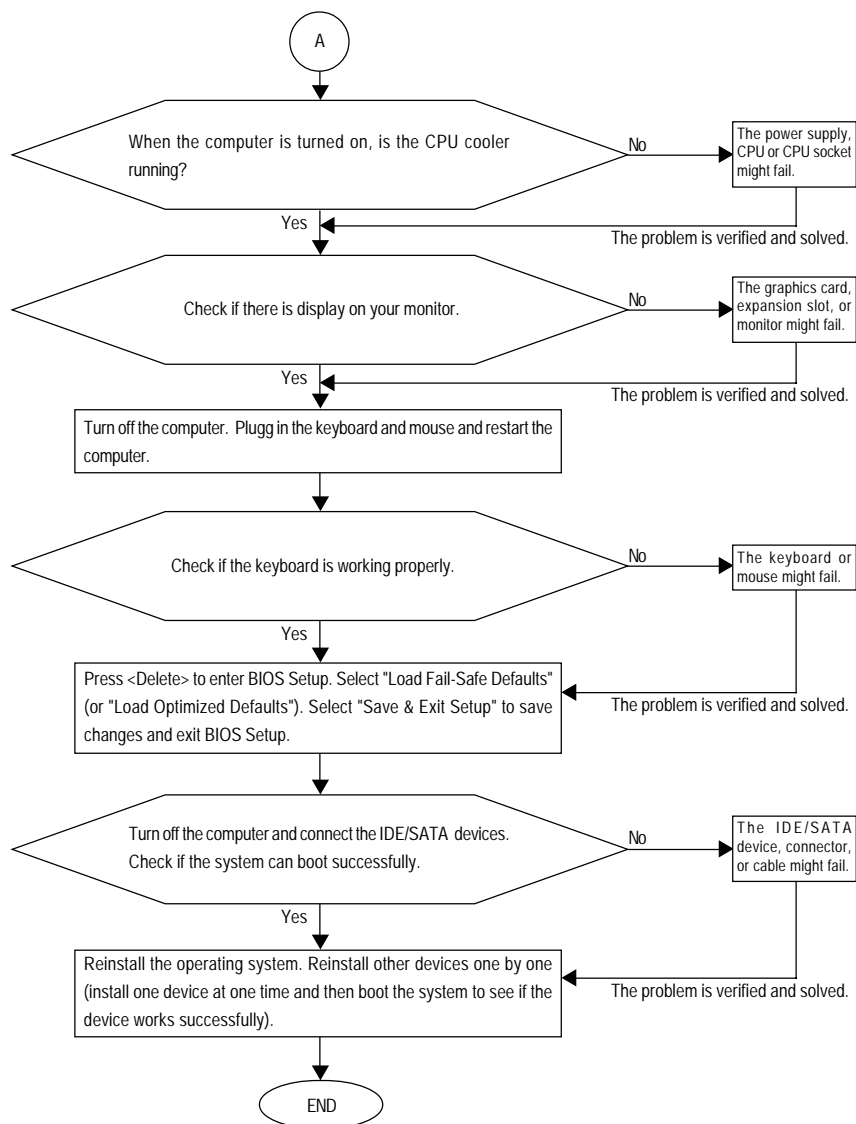 A
When the computer is turned on, is the CPU cooler
running?
No
The power supply,
CPU or CPU socket
might fail.
Yes
The problem is verified and solved.
Check if there is display on your monitor.
No
The graphics card,
expansion slot, or
monitor might fail.
Yes
The problem is verified and solved.
Turn off the computer. Plugg in the keyboard and mouse and restart the
computer.
Check if the keyboard is working properly.
No
The keyboard or
mouse might fail.
Yes
Press <Delete> to enter BIOS Setup. Select "Load Fail-Safe Defaults"
(or "Load Optimized Defaults"). Select "Save & Exit Setup" to save
changes and exit BIOS Setup.
The problem is verified and solved.
Turn off the computer and connect the IDE/SATA devices.
Check if the system can boot successfully.
No
The IDE/SATA
device, connector,
or cable might fail.
Yes
Reinstall the operating system. Reinstall other devices one by one
(install one device at one time and then boot the system to see if the
device works successfully).
The problem is verified and solved.
END